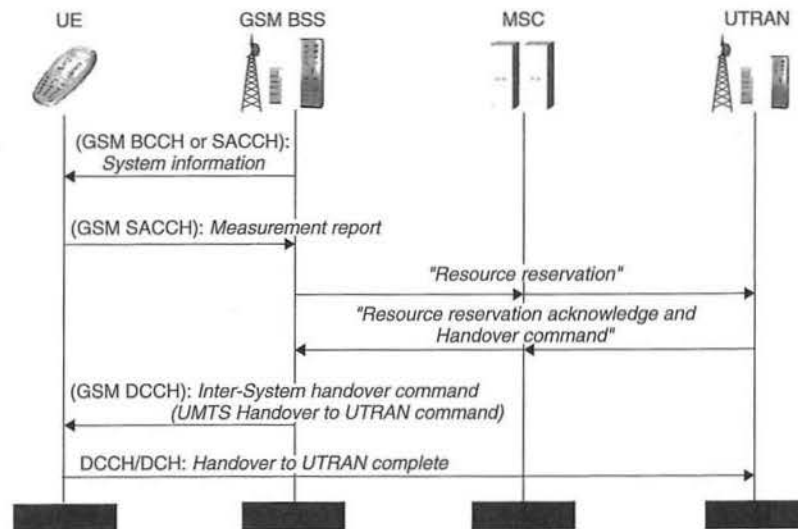 UE
GSM BSS
MSC
UTRAN
(GSM BCCH or SACCH):
System information
(GSM SACCH): Measurement report
"Resource reservation"
"Resource reservation acknowledge and
Handover command"
(GSM DCCH): Inter-System handover command
(UMTS Handover to UTRAN command)
DCCH/DCH: Handover to UTRAN complete